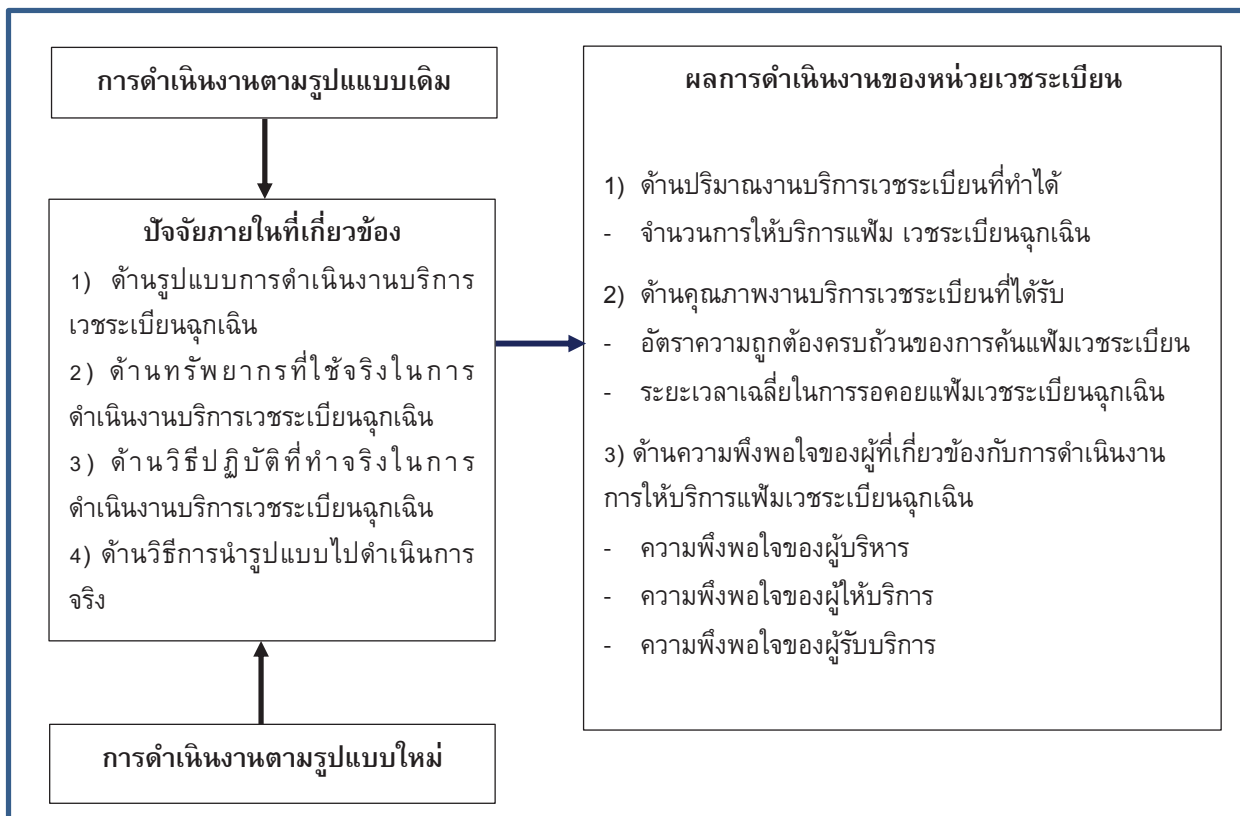 การดำเนินงานตามรูปแแบบเดิม
ปัจจัยภายในที่เกี่ยวข้อง
1) ด้านรูปแบบการดำเนินงานบริการ
เวชระเบียนฉุกเฉิน
2) ด้านทรัพยากรที่ใช้จริงในการ
ดำเนินงานบริการเวชระเบียนฉุกเฉิน
3) ด้านวิธีปฏิบัติที่ทำจริงในการ
ดำเนินงานบริการเวชระเบียนฉุกเฉิน
4) ด้านวิธีการนำรูปแบบไปดำเนินการ
จริง
การดำเนินงานตามรูปแบบใหม่
ผลการดำเนินงานของหน่วยเวชระเบียน
1) ด้านปริมาณงานบริการเวชระเบียนที่ทำได้
- จำนวนการให้บริการแฟ้ม เวชระเบียนฉุกเฉิน
2) ด้านคุณภาพงานบริการเวชระเบียนที่ได้รับ
- อัตราความถูกต้องครบถ้วนของการค้นแฟ้มเวชระเบียน
- ระยะเวลาเฉลี่ยในการรอคอยแฟ้มเวชระเบียนฉุกเฉิน
3) ด้านความพึงพอใจของผู้ที่เกี่ยวข้องกับการดำเนินงาน
การให้บริการแฟ้มเวชระเบียนฉุกเฉิน
- ความพึงพอใจของผู้บริหาร
- ความพึงพอใจของผู้ให้บริการ
- ความพึงพอใจของผู้รับบริการ